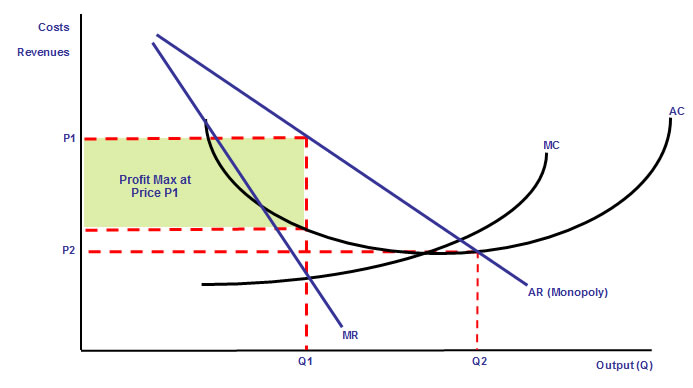 Costs
Revenues
P1
Profit Max at
Price P1
P2
MC
AC
AR (Monopoly)
MR
Q1
Q2
Output (Q)